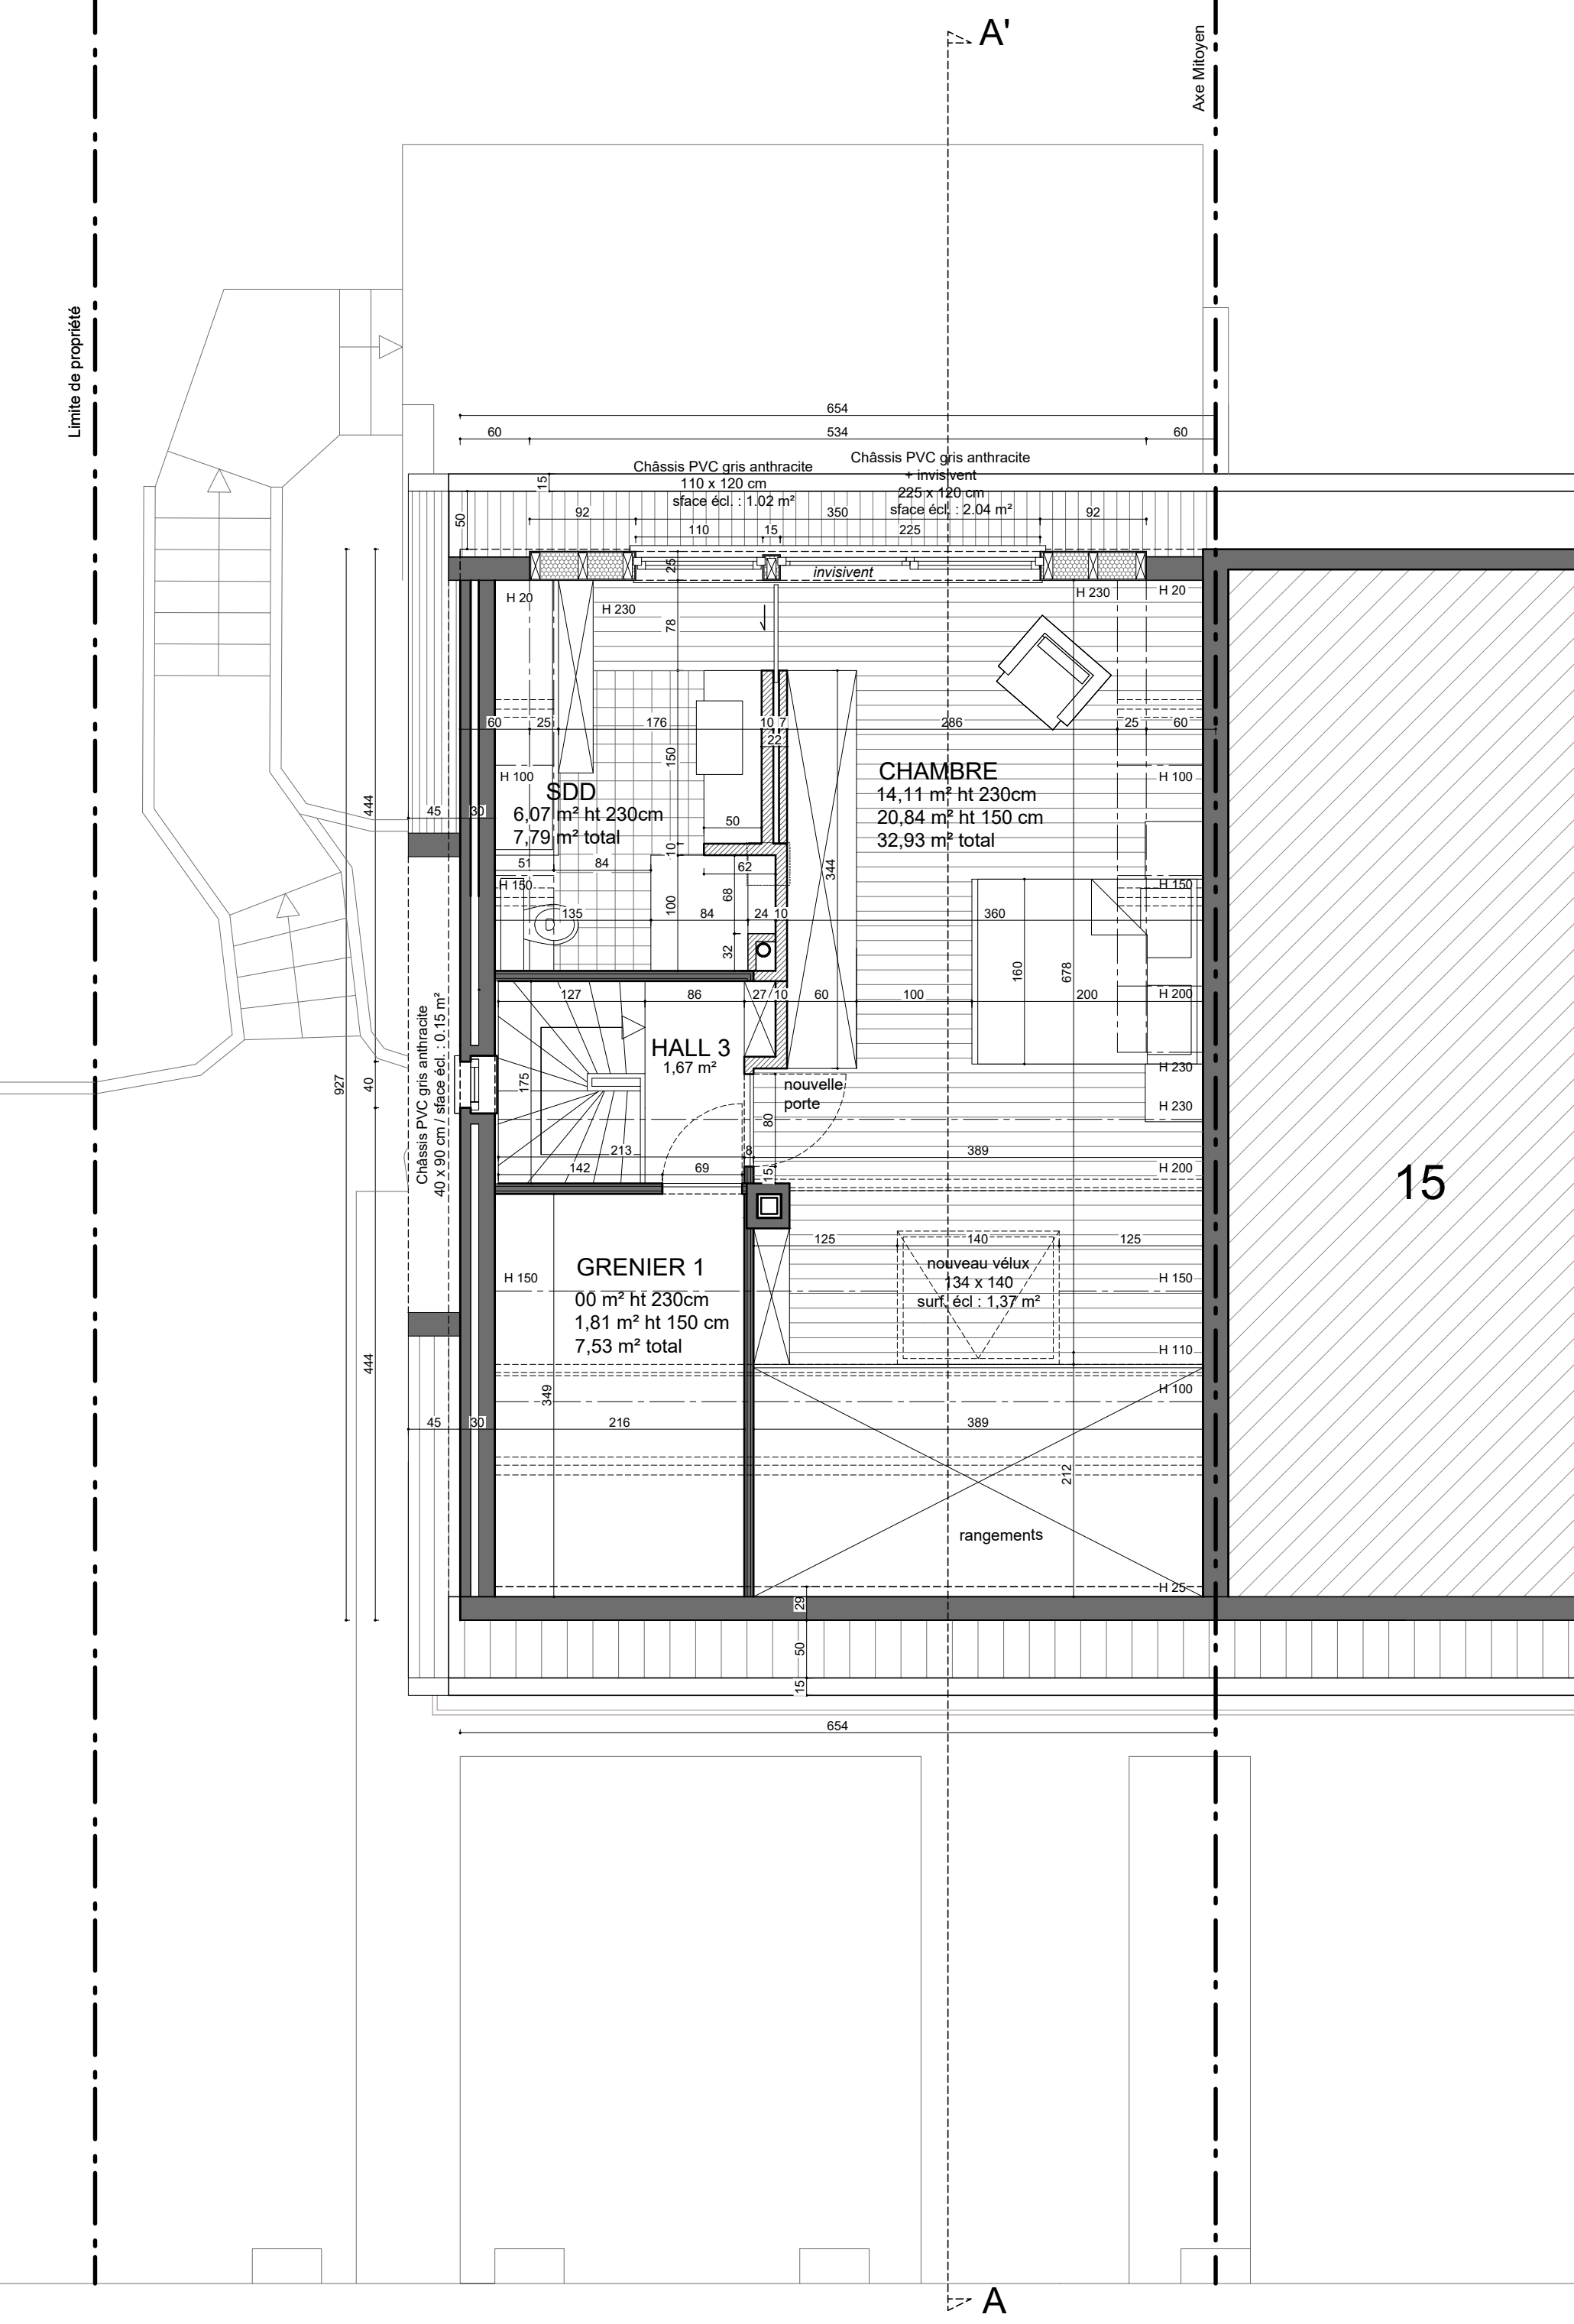 A'
Axe Mitoyen
Limite de propriété
654
60
534
60
Châssis PVC gris anthracite
110 x 120 cm
sface écl. : 1.02 m²
Châssis PVC gris anthracite
+ invisivent
225 x 120 cm
sface écl. : 2.04 m²
15
50
92
350
92
110
15
225
25
invisivent
H 20
H 230
78
H 230
H 20
60
25
176
10
7
22
286
25
60
150
H 100
SDD
6,07 m² ht 230cm
7,79 m² total
CHAMBRE
14,11 m² ht 230cm
20,84 m² ht 150 cm
32,93 m² total
H 100
444
45
30
50
10
51
84
62
344
H 150
H 150
68
100
135
84
24
10
360
32
160
678
127
86
27
10
60
100
200
H 200
Châssis PVC gris anthracite
40 x 90 cm / sface écl. : 0.15 m²
HALL 3
1,67 m²
175
927
40
nouvelle
porte
H 230
H 230
80
213
8
389
142
69
15
H 200
15
125
140
125
GRENIER 1
00 m² ht 230cm
1,81 m² ht 150 cm
7,53 m² total
H 150
nouveau vélux
134 x 140
surf. écl : 1,37 m²
H 150
H 110
444
349
H 100
45
30
216
389
212
rangements
H 25
29
50
15
654
A